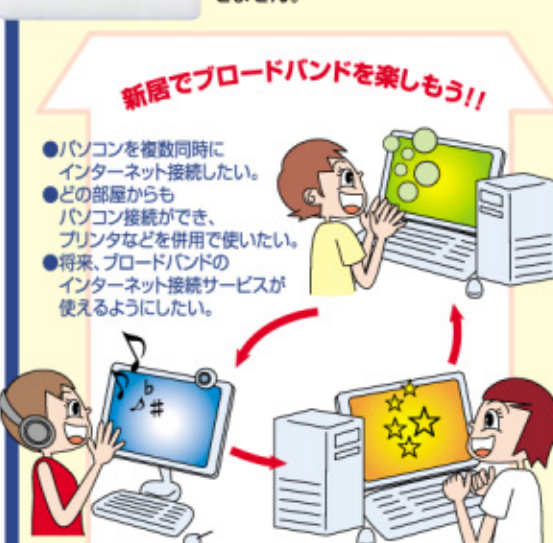 きません。
新居でブロードバンドを楽しもう!!
●パソコンを複数同時に
インターネット接続したい。
●どの部屋からも
パソコン接続ができ、
プリンタなどを併用で使いたい。
●将来、ブロードバンドの
インターネット接続サービスが
使えるようにしたい。